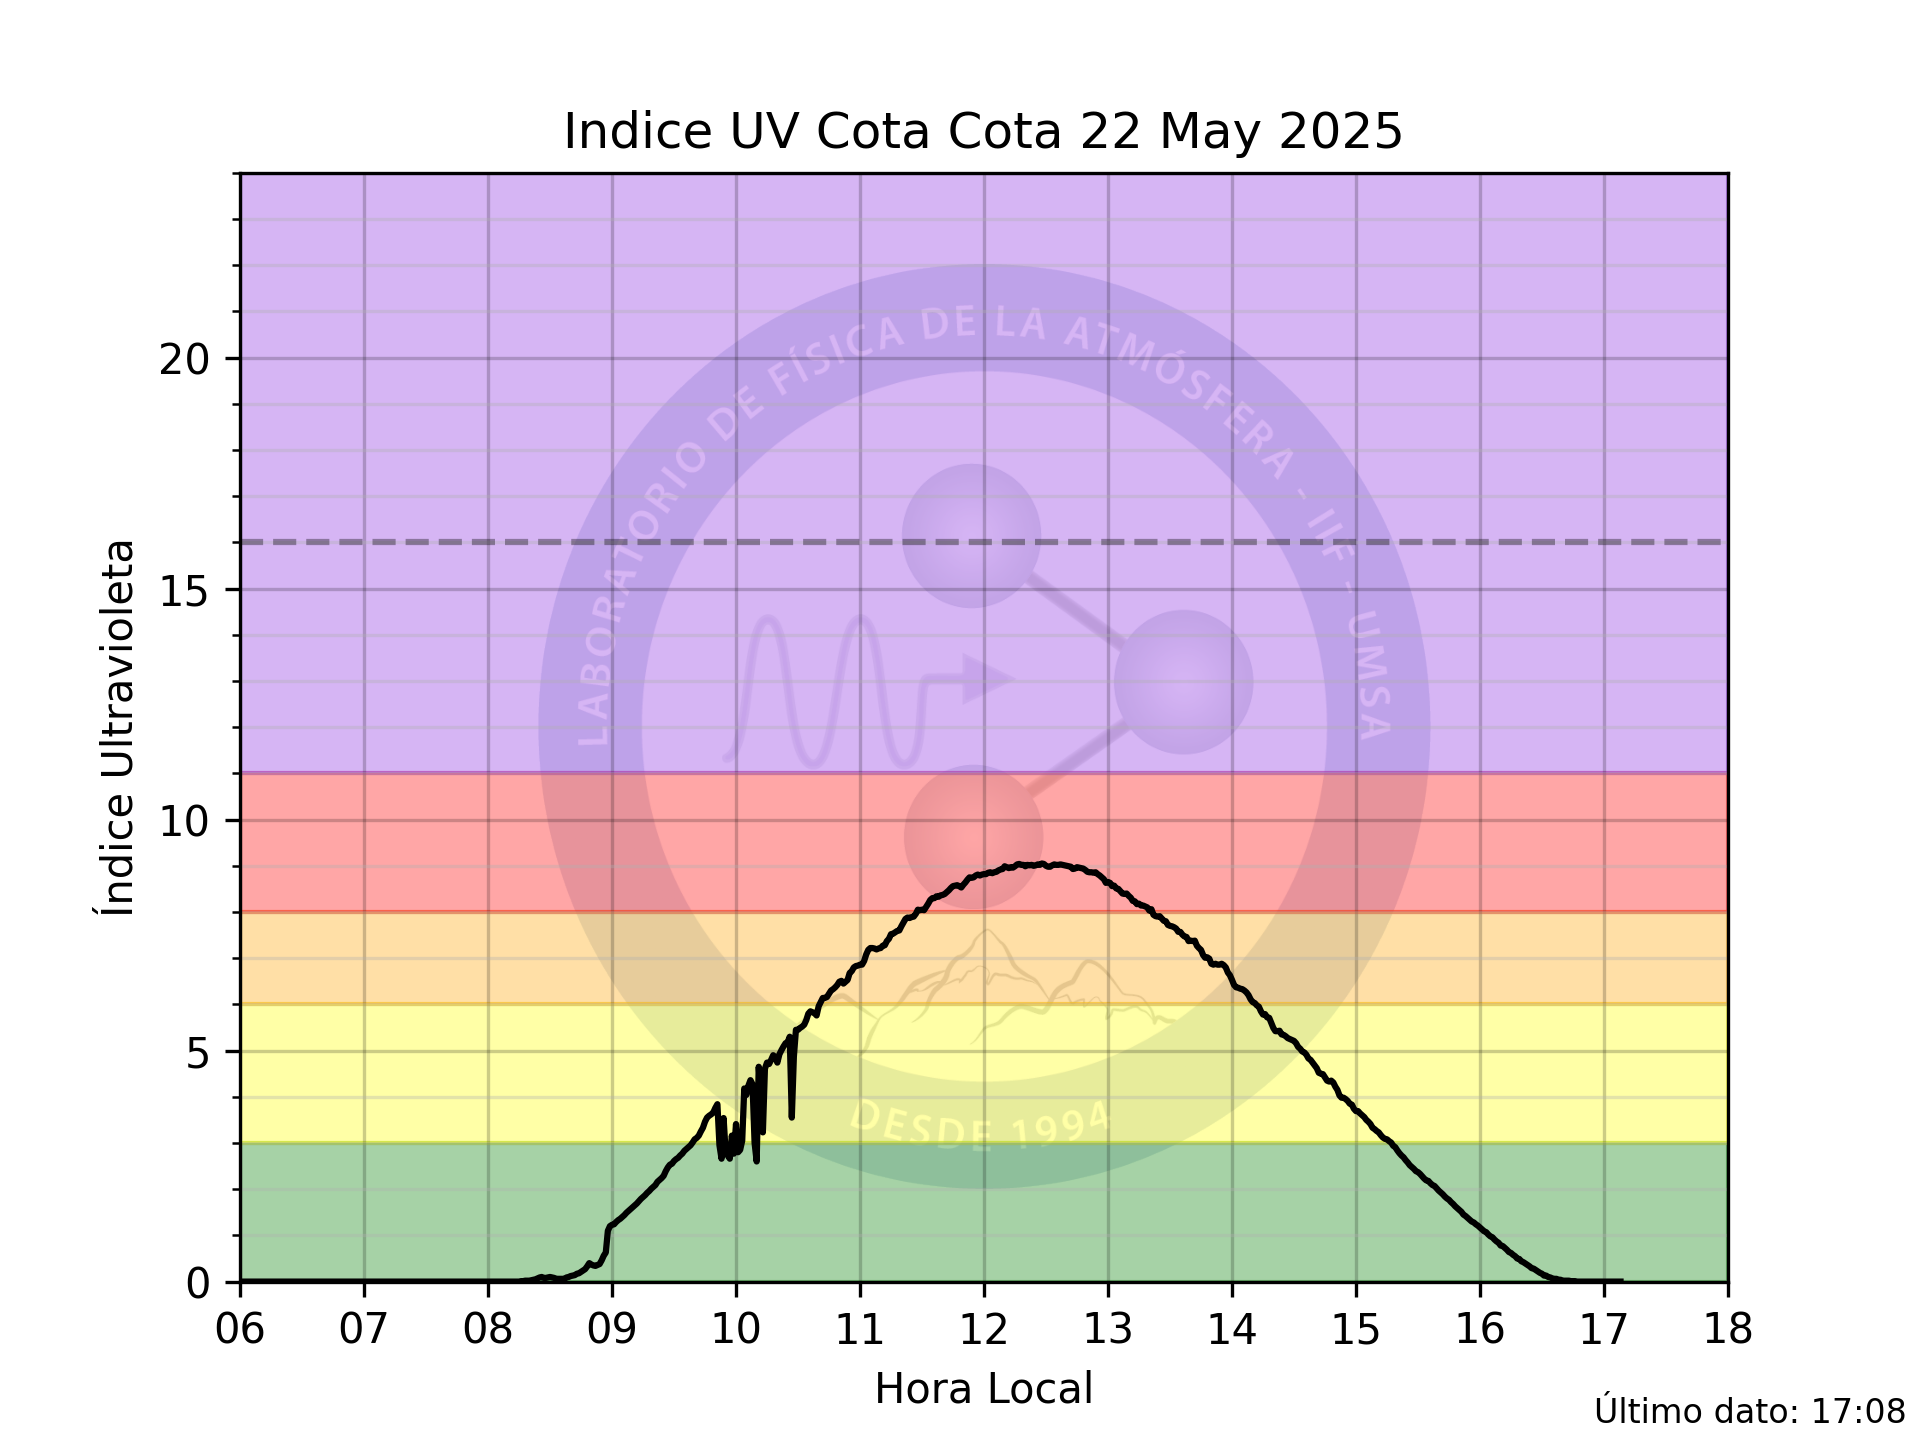 Indice UV Cota Cota 22 May 2025
Índice Ultravioleta
20
15
10
5
0
LABORATORIO DE FÍSICA DE LA ATMÓSFERA - IIF - UMSA
DESDE 1994
06 07 08 09 10 11 12 13 14 15 16 17 18
Hora Local
Último dato: 17:08